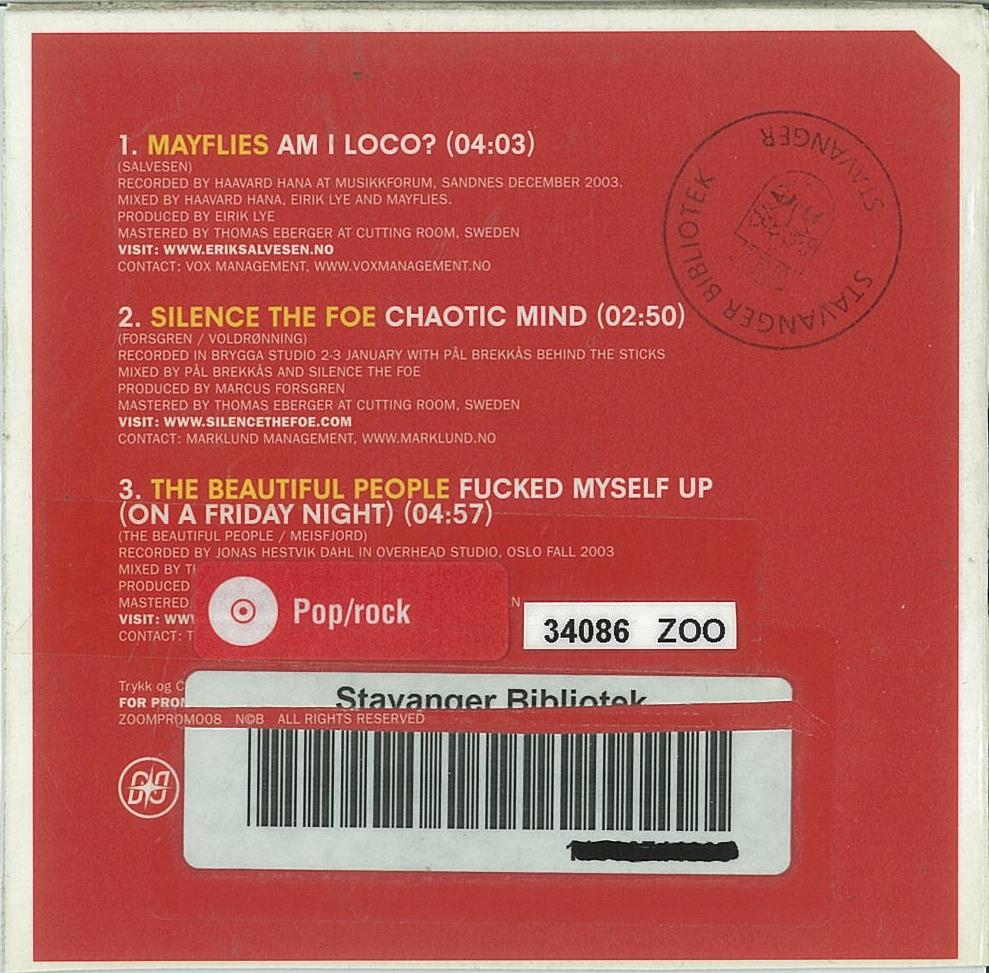 1. MAYFLIES AM I LOCO? (04:03)
(SALVESEN)
RECORDED BY HAAVARD HANA AT MUSIKKFORUM, SANDNES DECEMBER 2003.
MIXED BY HAAVARD HANA, EIRIK LYE AND MAYFLIES.
PRODUCED BY EIRIK LYE
MASTERED BY THOMAS EBERGER AT CUTTING ROOM, SWEDEN
VISIT: WWW.ERIKSALVESEN.NO
CONTACT: VOX MANAGEMENT, WWW.VOXMANAGEMENT.NO
STAVANGER BIBLIOTEK
STAVANGER
2. SILENCE THE FOE CHAOTIC MIND (02:50)
(FORSGREN / VOLDRØNNING)
RECORDED IN BRYGGA STUDIO 2-3 JANUARY WITH PÅL BREKKÅS BEHIND THE STICKS
MIXED BY PÅL BREKKÅS AND SILENCE THE FOE
PRODUCED BY MARCUS FORSGREN
MASTERED BY THOMAS EBERGER AT CUTTING ROOM, SWEDEN
VISIT: WWW.SILENCETHEFOE.COM
CONTACT: MARKLUND MANAGEMENT, WWW.MARKLUND.NO
3. THE BEAUTIFUL PEOPLE FUCKED MYSELF UP
(ON A FRIDAY NIGHT) (04:57)
(THE BEAUTIFUL PEOPLE / MEISFJORD)
RECORDED BY JONAS HESTVIK DAHL IN OVERHEAD STUDIO, OSLO FALL 2003
MIXED BY
PRODUCED
MASTERED
VISIT:
CONTACT:
Pop/rock
34086 ZOO
Trykk og
FOR
Stavanger Bibliotek
ZOOMPROMO08 N©B ALL RIGHTS RESERVED